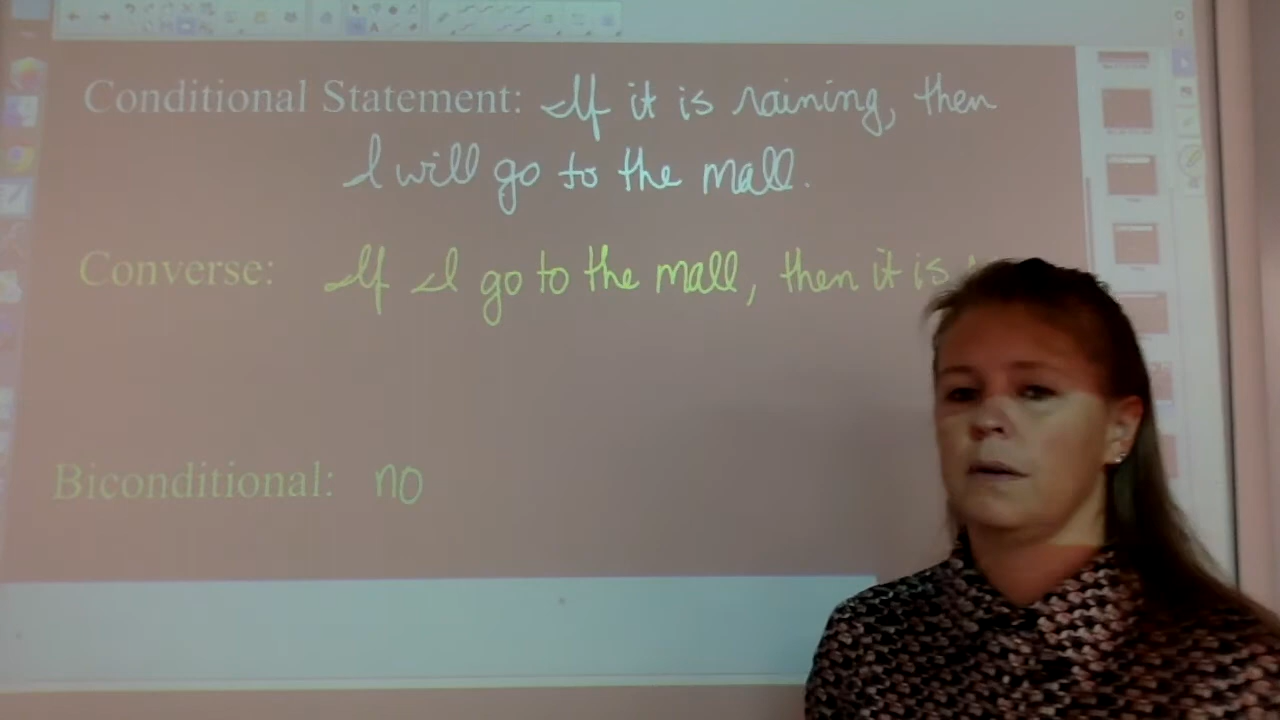 Conditional Statement: If it is raining, then
I will go to the mall.
Converse: If I go to the mall, then it is
Biconditional: no